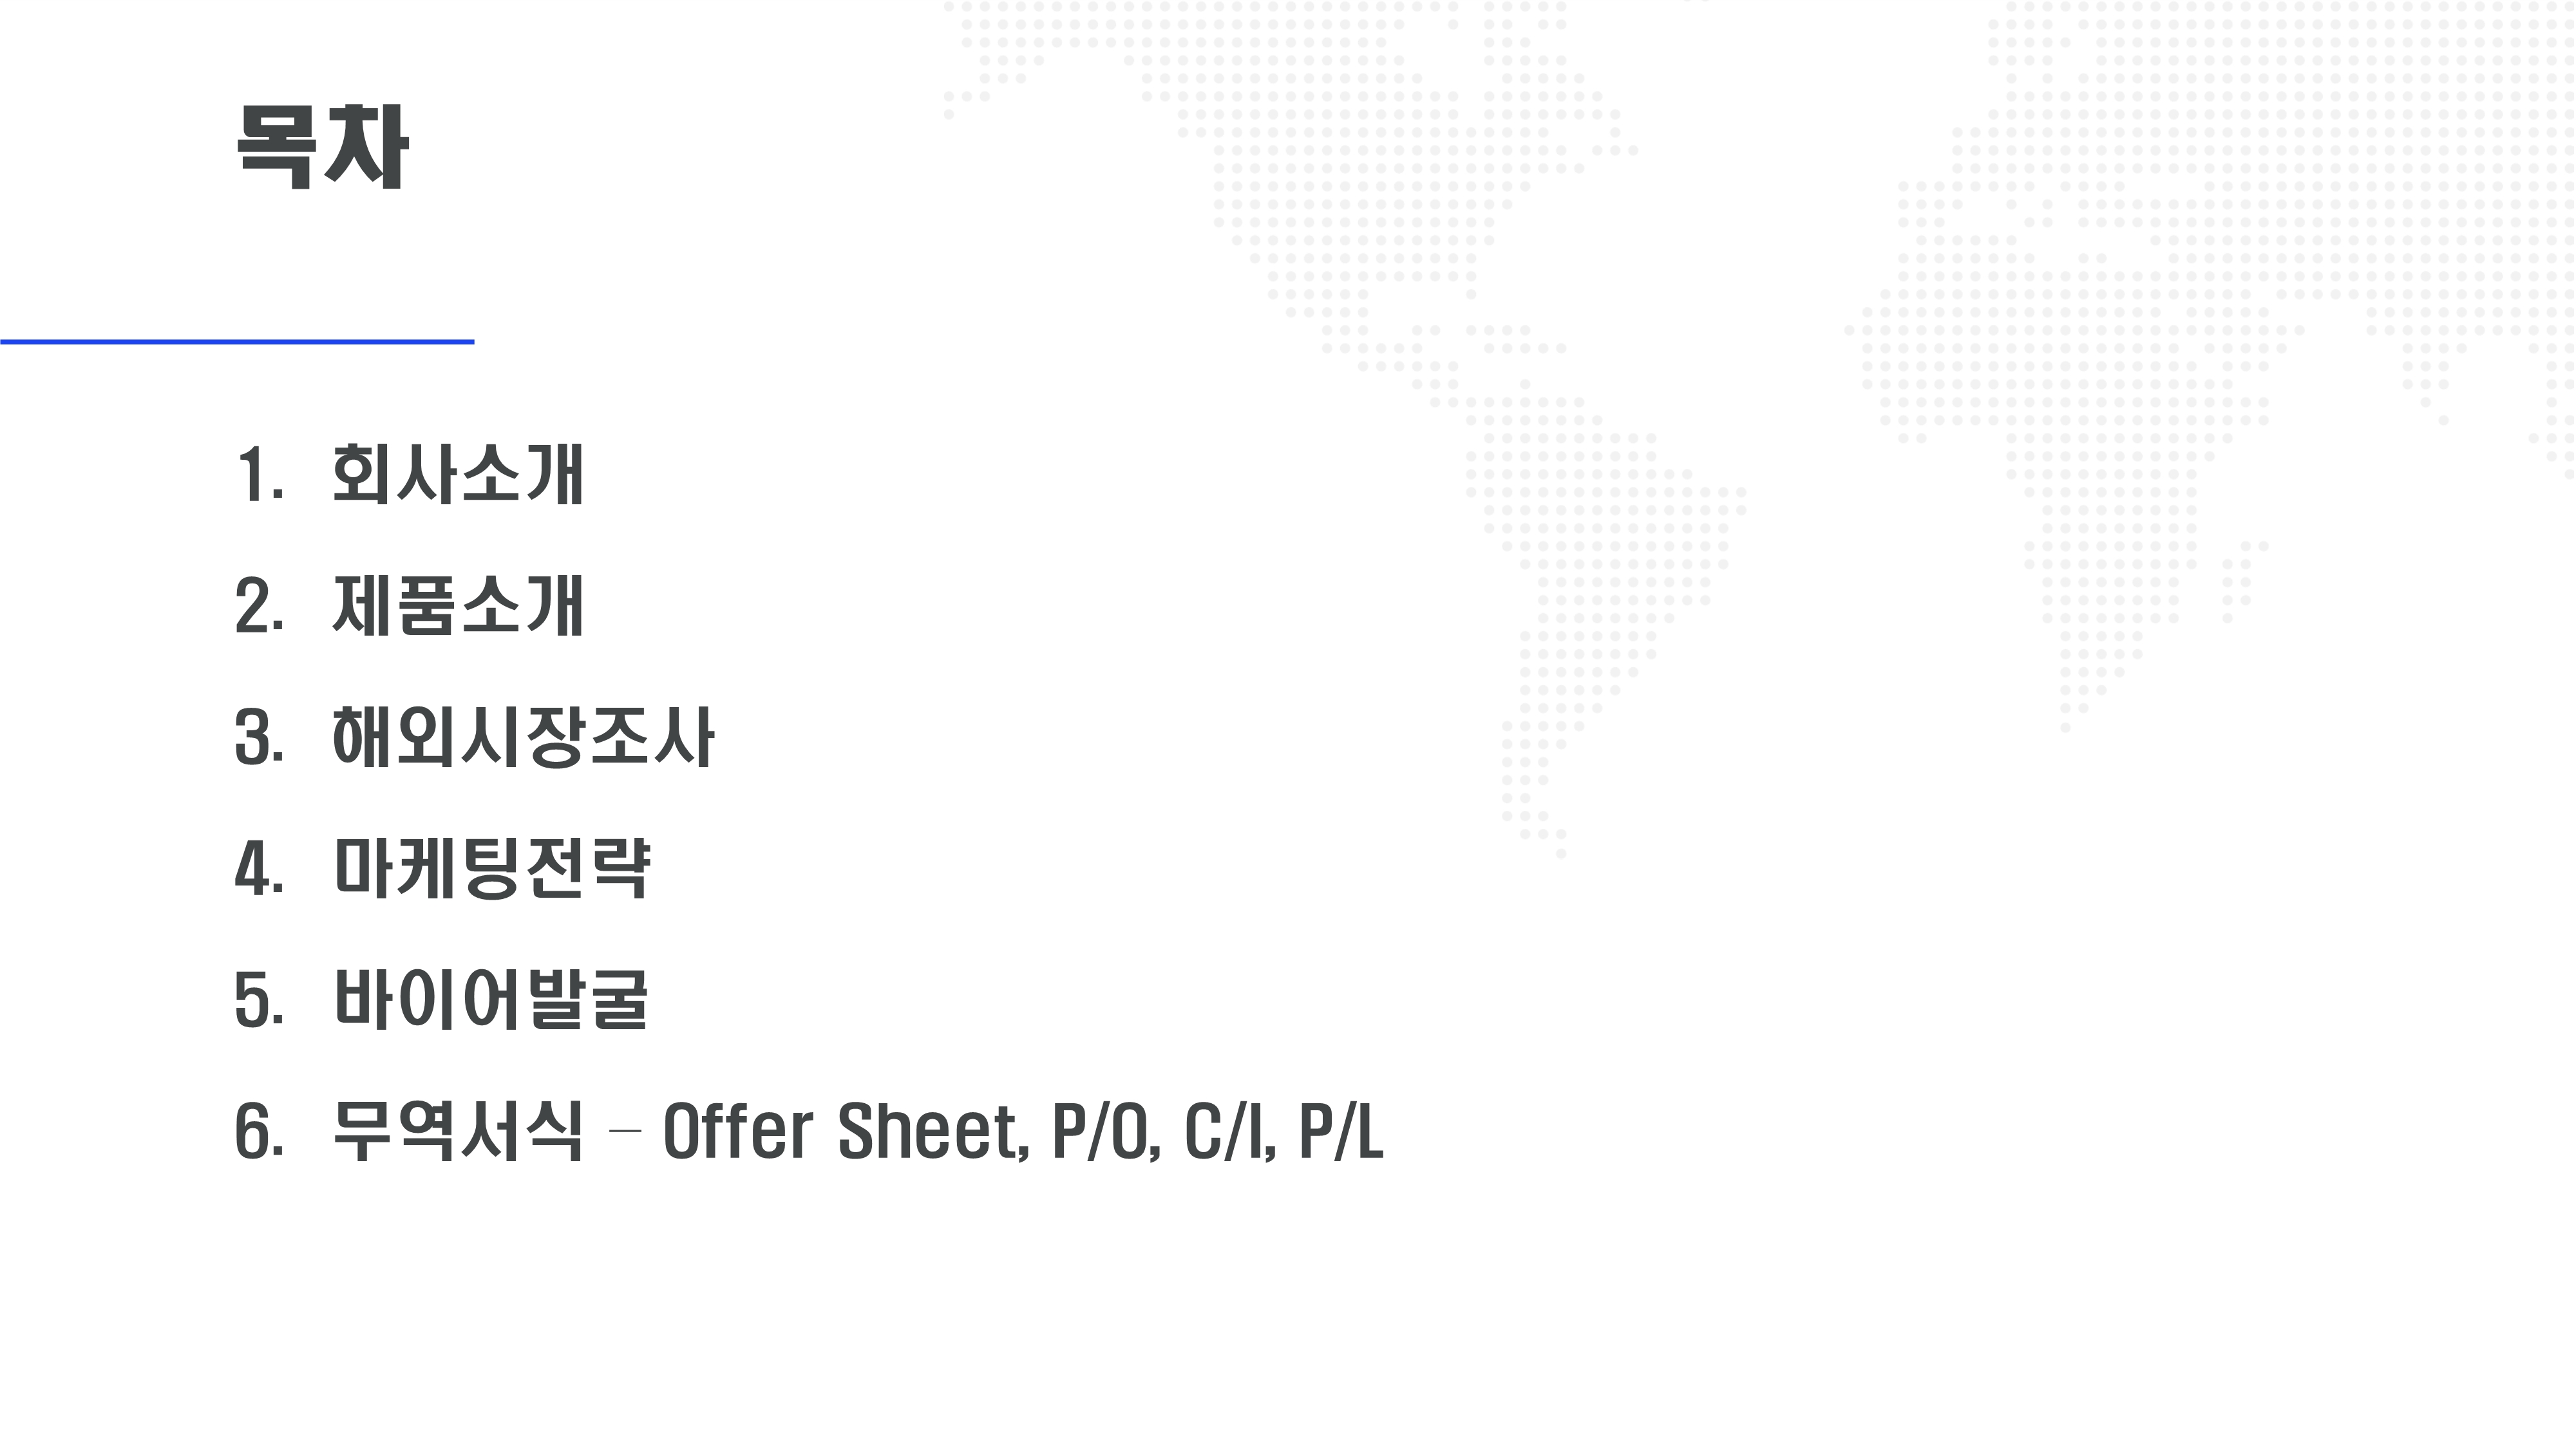 목차
1. 회사소개
2. 제품소개
3. 해외시장조사
4. 마케팅전략
5. 바이어발굴
6. 무역서식 – Offer Sheet, P/O, C/I, P/L